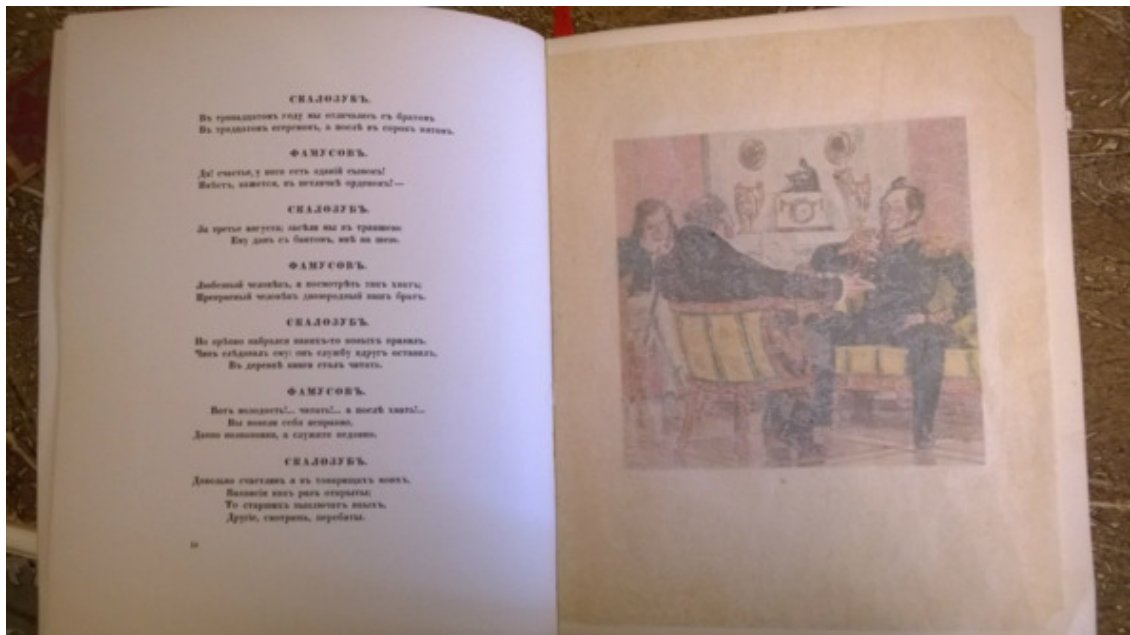 СКАЛОЗУБЪ.
Въ тринадцатомъ году мы отличались съ братомъ
Въ тридцатомъ егерскомъ, а послѣ въ сорокъ пятомъ.
ФАМУСОВЪ.
Да! счастье, у кого есть эдакій сынокъ!
Имѣетъ, кажется, въ петличкѣ орденокъ! —
СКАЛОЗУБЪ.
За третье августа; засѣли мы въ траншею:
Ему данъ съ бантомъ, мнѣ на шею.
ФАМУСОВЪ.
Любезный человѣкъ, и посмотрѣть такъ хватъ;
Прекрасный человѣкъ двоюродный вашъ братъ.
СКАЛОЗУБЪ.
Но крѣпко набрался какихъ-то новыхъ правилъ.
Чинъ слѣдовалъ ему: онъ службу вдругъ оставилъ,
Въ деревнѣ книги сталъ читать.
ФАМУСОВЪ.
Вотъ молодость!... читать!... а послѣ хвать!...
Вы повели себя исправно,
Давно полковники, а служите недавно.
СКАЛОЗУБЪ.
Довольно счастливъ я въ товарищахъ моихъ,
Вакансіи какъ разъ открыты;
То старшихъ выключатъ иныхъ,
Другіе, смотришь, перебиты.